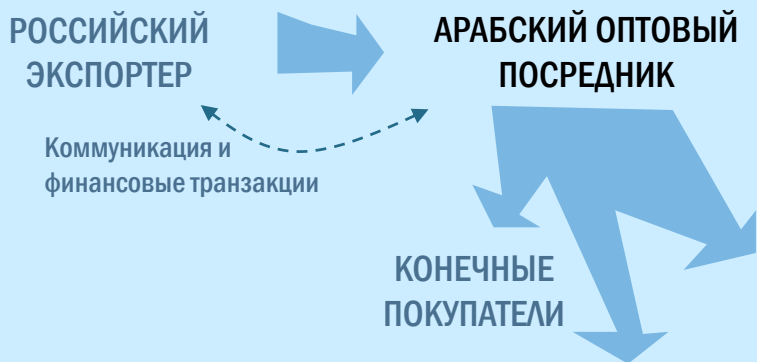 РОССИЙСКИЙ
ЭКСПОРТЕР
АРАБСКИЙ ОПТОВЫЙ
ПОСРЕДНИК
Коммуникация и
финансовые транзакции
КОНЕЧНЫЕ
ПОКУПАТЕЛИ